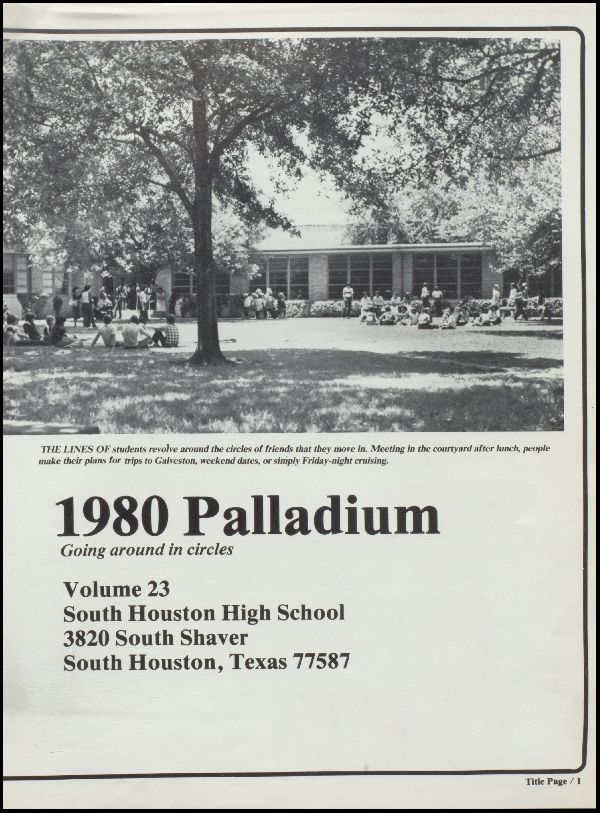 THE LINES OF students revolve around the circles of friends that they move in. Meeting in the courtyard after lunch, people
make their plans for trips to Galveston, weekend dates, or simply Friday-night cruising.
1980 Palladium
Going around in circles
Volume 23
South Houston High School
3820 South Shaver
South Houston, Texas 77587
Title Page / 1